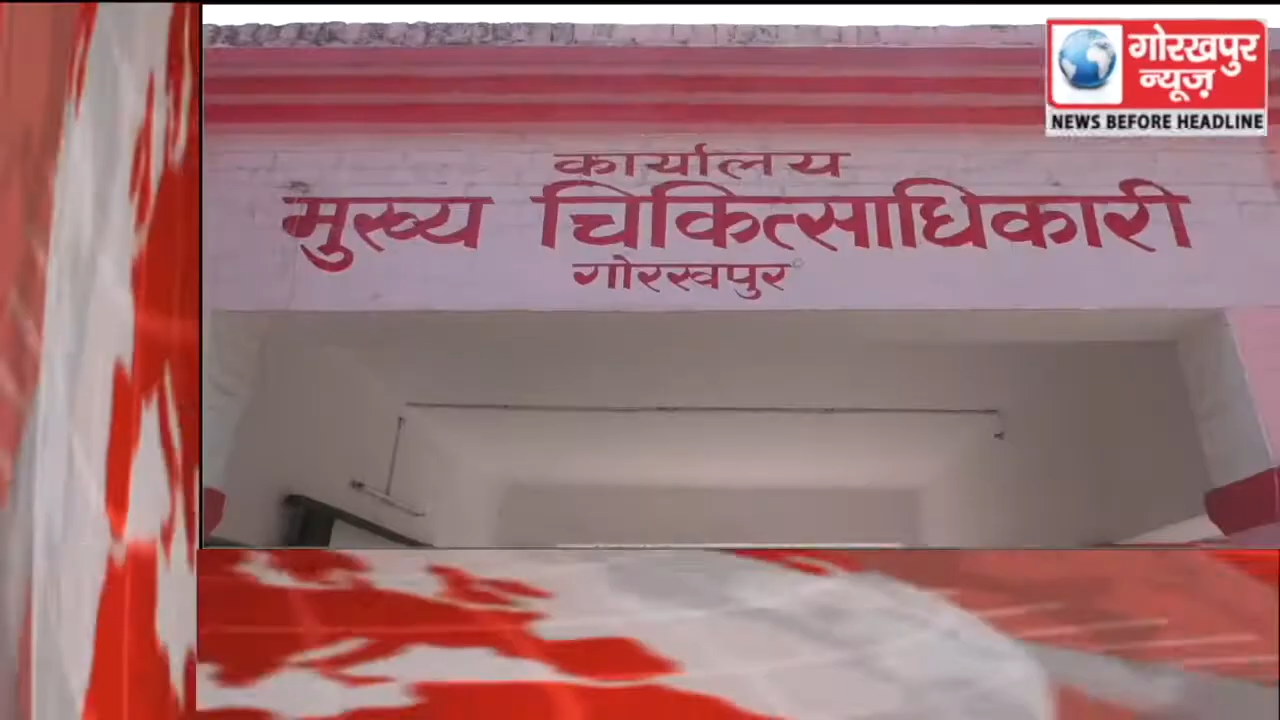 गोरखपुर
न्यूज़
NEWS BEFORE HEADLINE
कार्यालय
मुख्य चिकित्साधिकारी
गोरखपुर